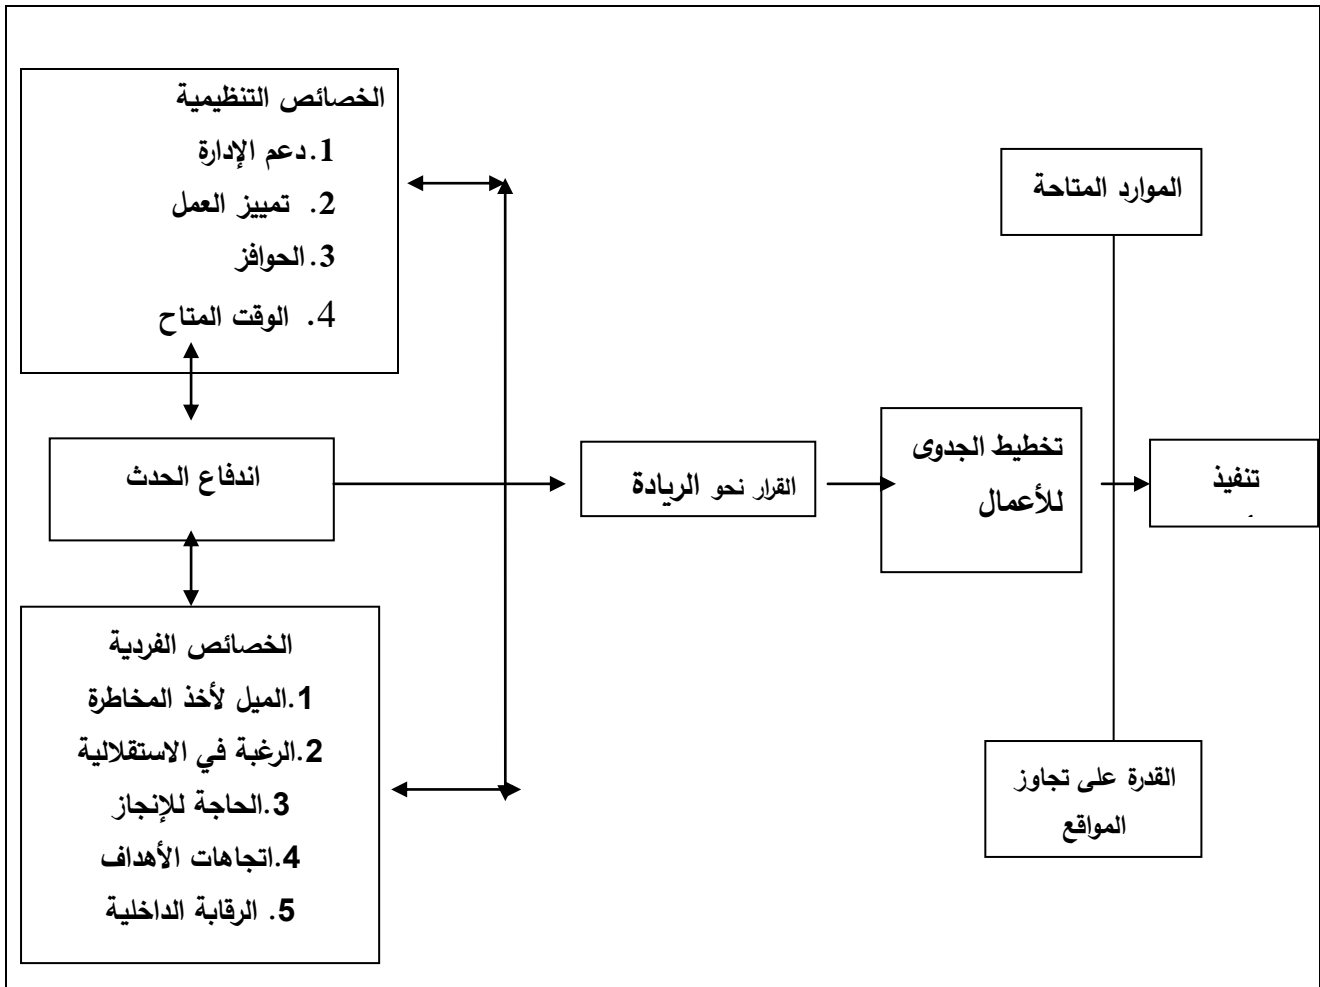 الخصائص التنظيمية
1.دعم الإدارة
2. تمييز العمل
3.الحوافز
4. الوقت المتاح
الموارد المتاحة
اندفاع الحدث
القرار نحو الريادة
تخطيط الجدوى
للأعمال
تنفيذ
الخصائص الفردية
1.الميل لأخذ المخاطرة
2.الرغبة في الاستقلالية
3.الحاجة للإنجاز
4.اتجاهات الأهداف
5. الرقابة الداخلية
القدرة على تجاوز
المواقع